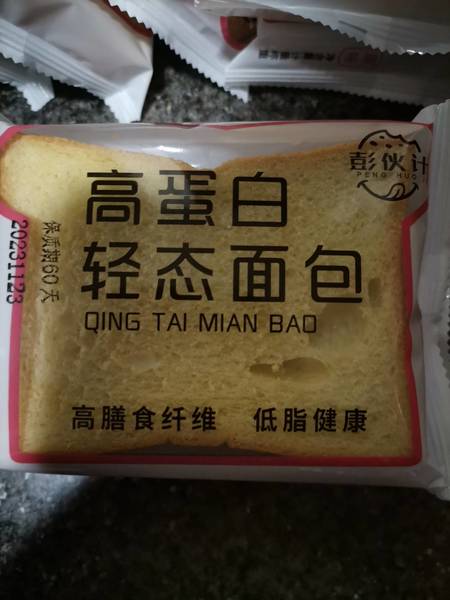 彭伙计
PENG HUO JI
高蛋白
轻态面包
QING TAI MIAN BAO
高膳食纤维 低脂健康
保质期60天
20231123